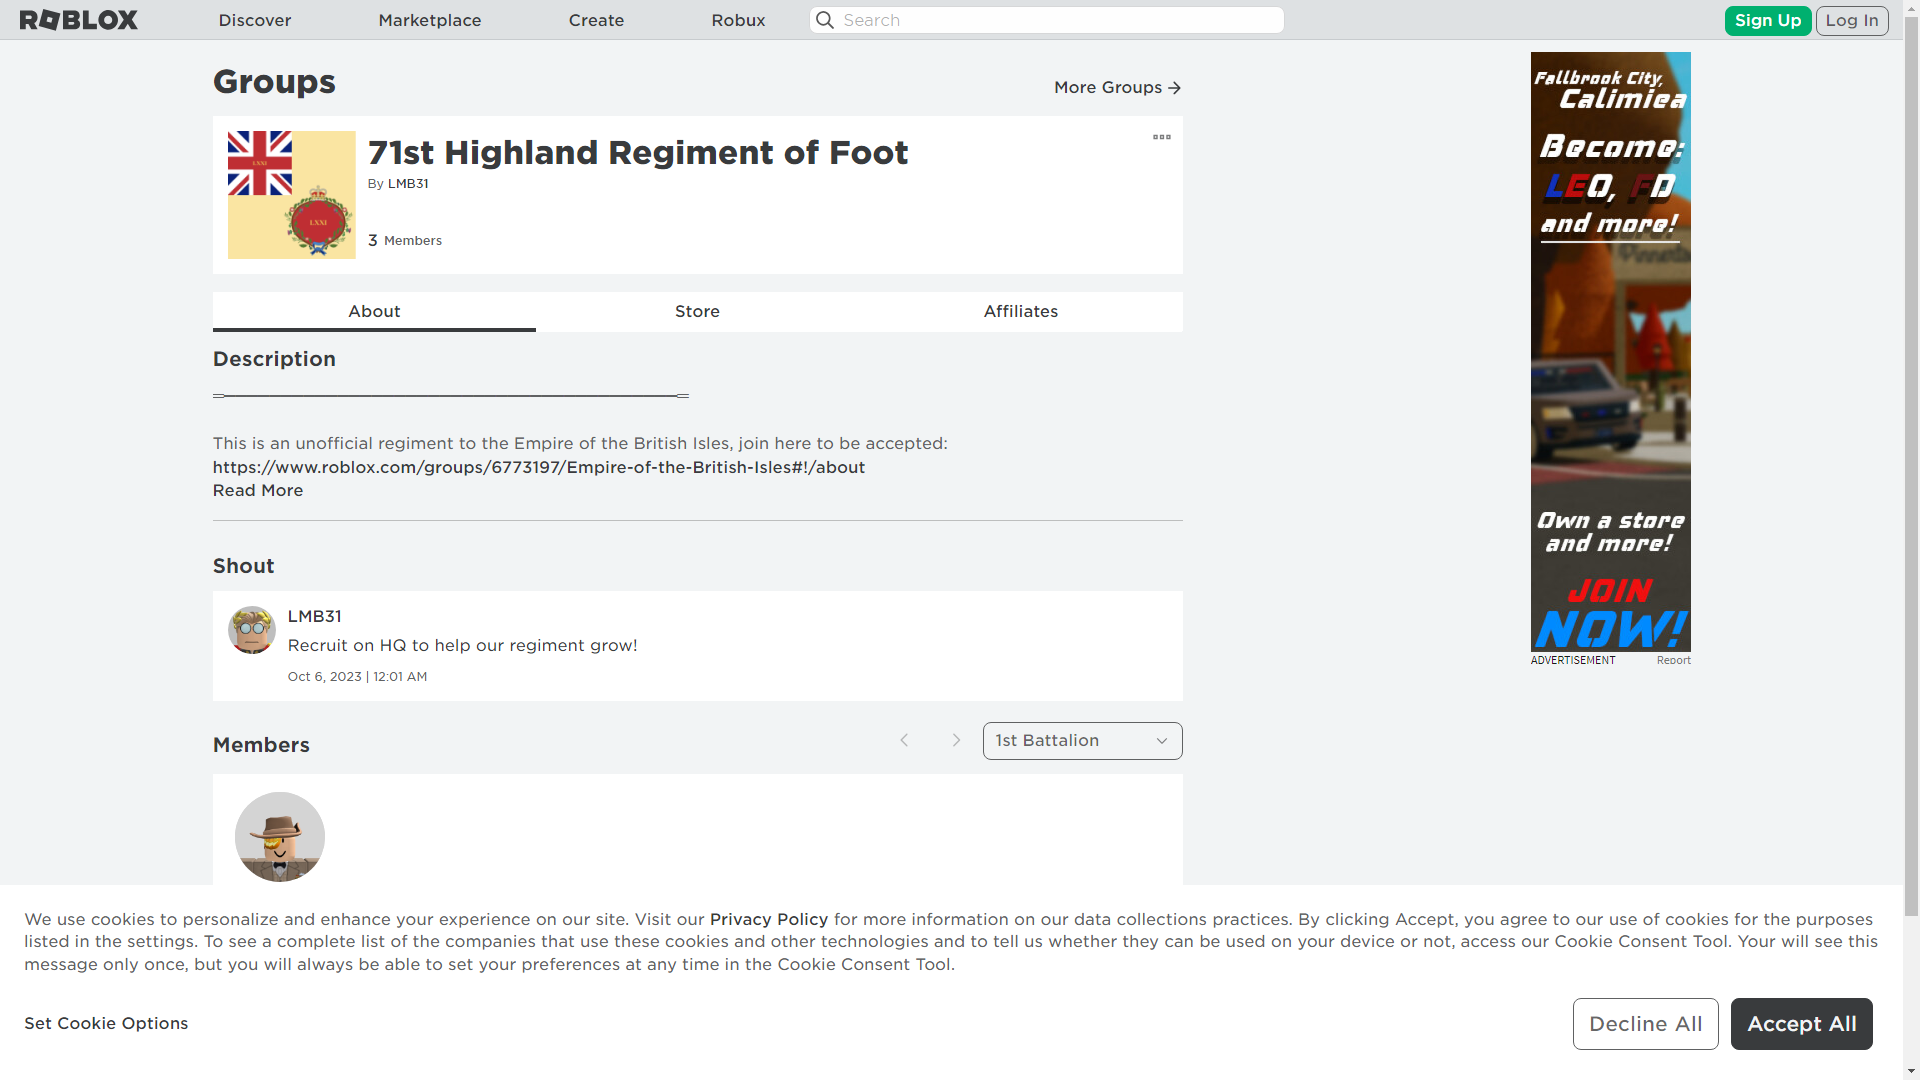 ROBLOX
Discover
Marketplace
Create
Robux
Search
Sign Up
Log In
Groups
More Groups
71st Highland Regiment of Foot
By LMB31
3 Members
LXXI
LXXI
About
Store
Affiliates
Description
This is an unofficial regiment to the Empire of the British Isles, join here to be accepted:
https://www.roblox.com/groups/6773197/Empire-of-the-British-Isles#!/about
Read More
Shout
LMB31
Recruit on HQ to help our regiment grow!
Oct 6, 2023 | 12:01 AM
Members
1st Battalion
Fallbrook City,
Calimiea
Become:
LEO, FD
and more!
Own a store
and more!
JOIN
NOW!
ADVERTISEMENT
Report
We use cookies to personalize and enhance your experience on our site. Visit our Privacy Policy for more information on our data collections practices. By clicking Accept, you agree to our use of cookies for the purposes
listed in the settings. To see a complete list of the companies that use these cookies and other technologies and to tell us whether they can be used on your device or not, access our Cookie Consent Tool. Your will see this
message only once, but you will always be able to set your preferences at any time in the Cookie Consent Tool.
Set Cookie Options
Decline All
Accept All